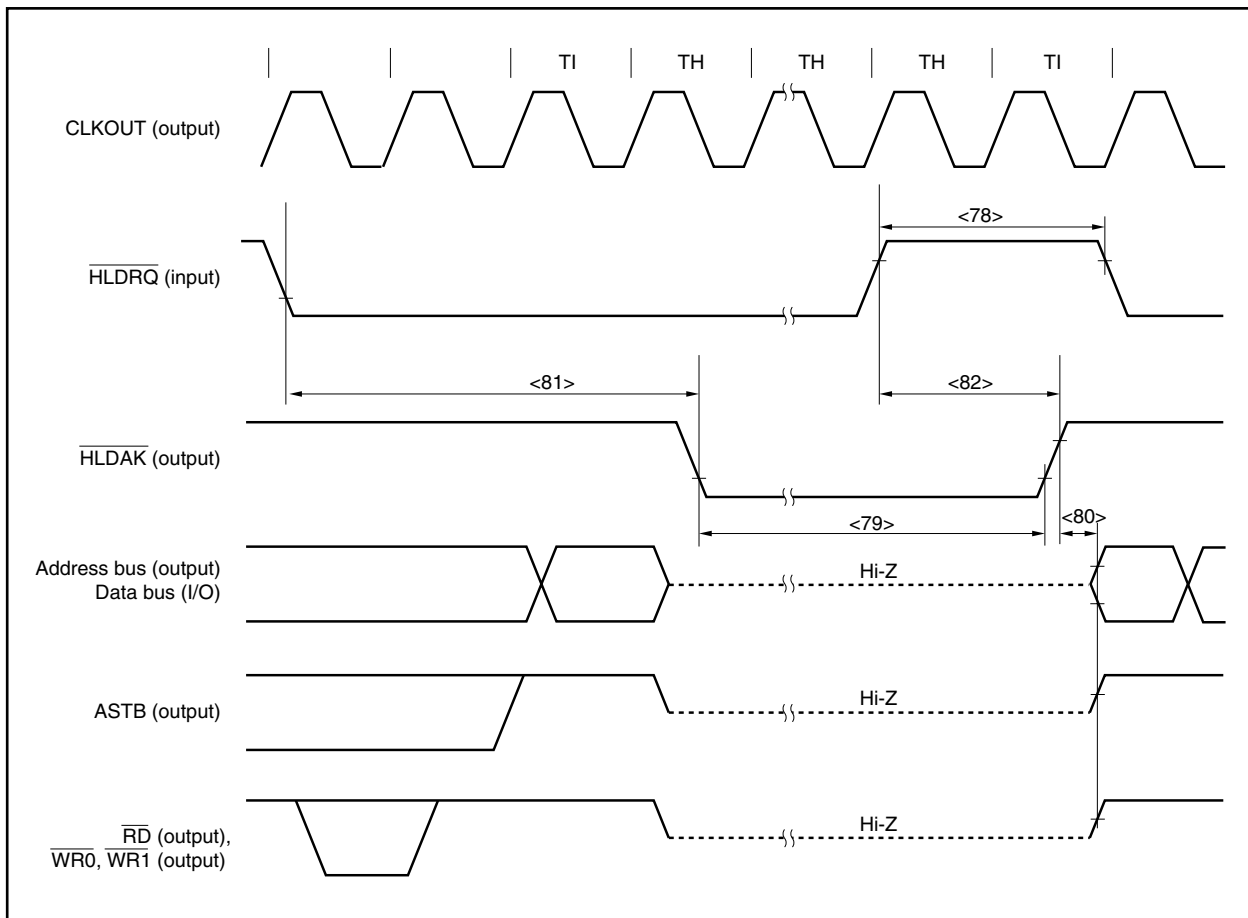 TI TH TH TH TI
CLKOUT (output)
<78>
HLDRQ (input)
<81> <82>
HLDAK (output)
<79> <80>
Address bus (output)
Data bus (I/O)
Hi-Z
ASTB (output)
Hi-Z
RD (output),
WR0, WR1 (output)
Hi-Z